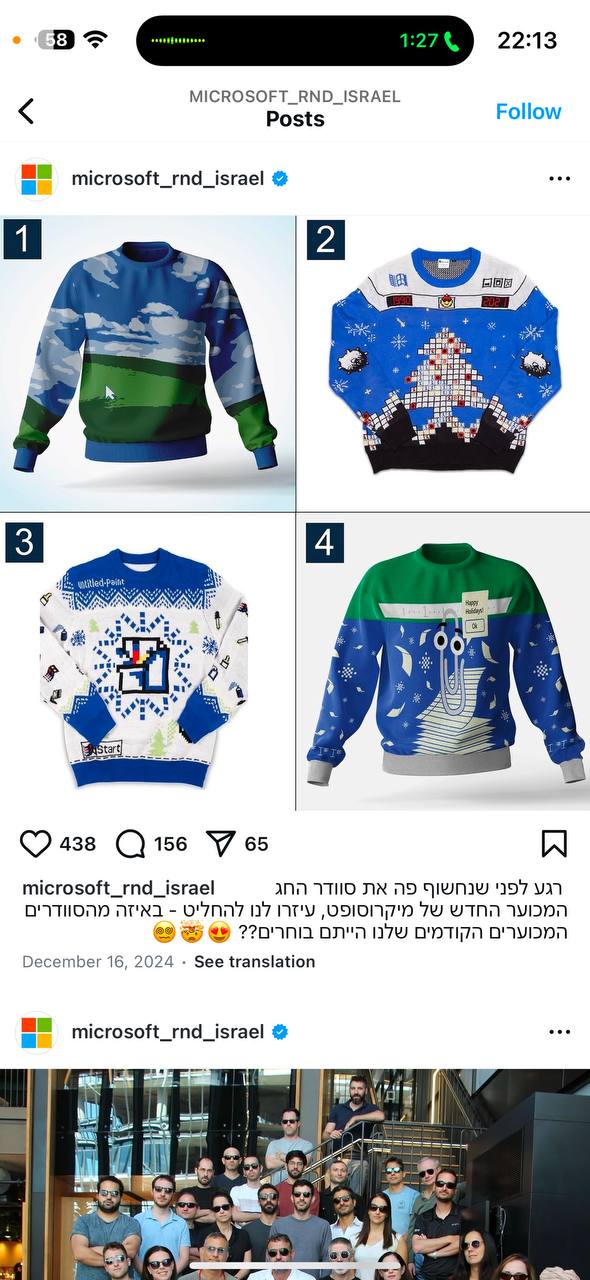 58
1:27
22:13
MICROSOFT_RND_ISRAEL
Posts
Follow
microsoft_rnd_israel
1
2
1990
2021
3
untitled-Paint
Start
4
Happy
Holidays!
Ok
438
156
65
microsoft_rnd_israel רגע לפני שנחשוף פה את סוודר החג
המכוער החדש של מיקרוסופט, עיזרו לנו להחליט - באיזה מהסוודרים
המכוערים הקודמים שלנו הייתם בוחרים?? 😍🤯😵‍💫
December 16, 2024 · See translation
microsoft_rnd_israel